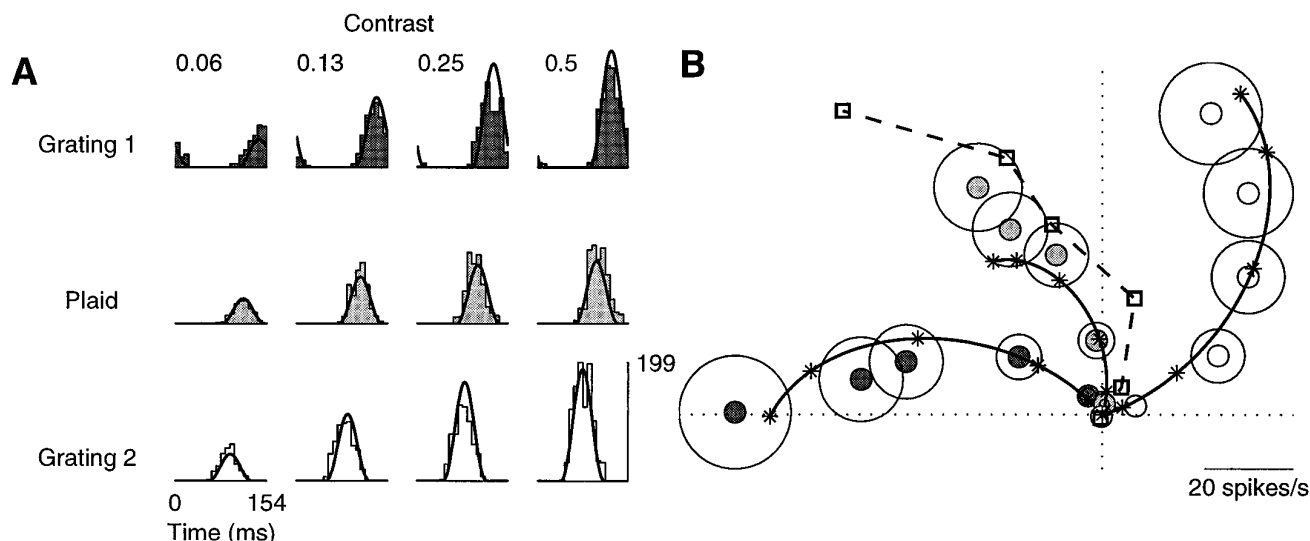 Contrast
A
0.06 0.13 0.25 0.5
B
Grating 1
Plaid
199
Grating 2
0 154
Time (ms)
20 spikes/s